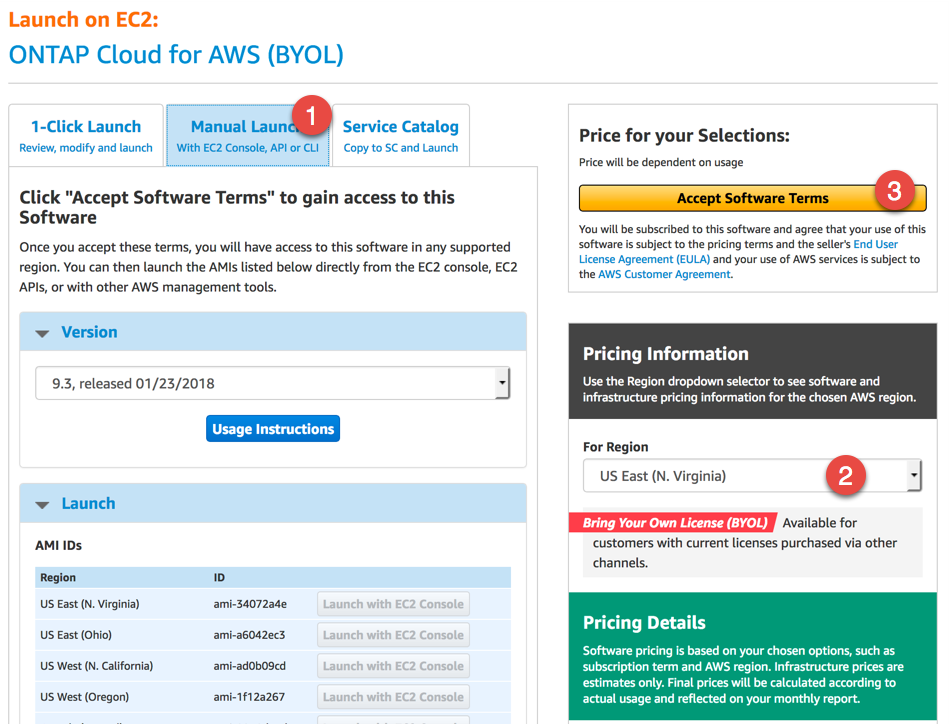 Launch on EC2:
ONTAP Cloud for AWS (BYOL)
1-Click Launch
Review, modify and launch
Manual Launch
With EC2 Console, API or CLI
1
Service Catalog
Copy to SC and Launch
Click "Accept Software Terms" to gain access to this
Software
Once you accept these terms, you will have access to this software in any supported
region. You can then launch the AMIs listed below directly from the EC2 console, EC2
APIs, or with other AWS management tools.
Version
9.3, released 01/23/2018
Usage Instructions
Launch
AMI IDs
Region ID
US East (N. Virginia) ami-34072a4e Launch with EC2 Console
US East (Ohio) ami-a6042ec3 Launch with EC2 Console
US West (N. California) ami-ad0b09cd Launch with EC2 Console
US West (Oregon) ami-1f12a267 Launch with EC2 Console
Price for your Selections:
Price will be dependent on usage
Accept Software Terms
3
You will be subscribed to this software and agree that your use of this
software is subject to the pricing terms and the seller's End User
License Agreement (EULA) and your use of AWS services is subject to
the AWS Customer Agreement.
Pricing Information
Use the Region dropdown selector to see software and
infrastructure pricing information for the chosen AWS region.
For Region
US East (N. Virginia)
2
Bring Your Own License (BYOL) Available for
customers with current licenses purchased via other
channels.
Pricing Details
Software pricing is based on your chosen options, such as
subscription term and AWS region. Infrastructure prices are
estimates only. Final prices will be calculated according to
actual usage and reflected on your monthly report.